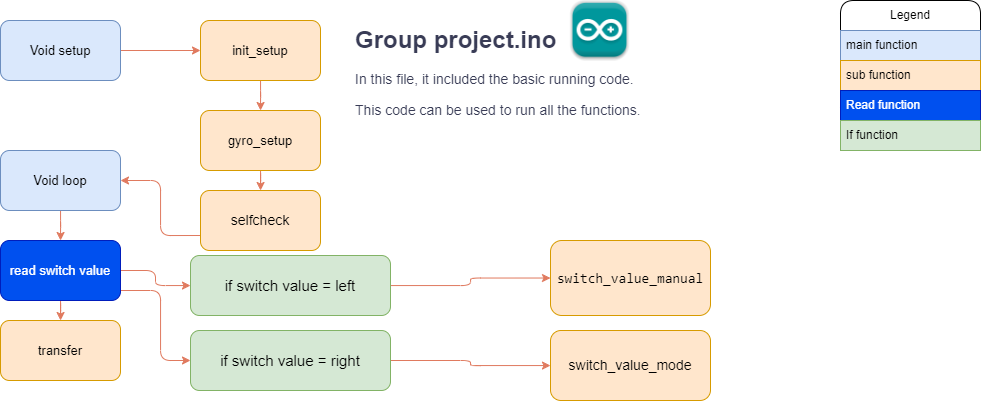 Void setup
init_setup
Group project.ino
In this file, it included the basic running code.
This code can be used to run all the functions.
Legend
main function
sub function
Read function
If function
gyro_setup
Void loop
selfcheck
read switch value
if switch value = left
switch_value_manual
transfer
if switch value = right
switch_value_mode